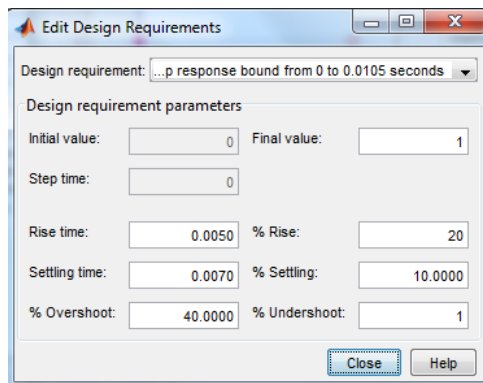 Edit Design Requirements
Design requirement: ...p response bound from 0 to 0.0105 seconds
Design requirement parameters
Initial value: 0 Final value: 1
Step time: 0
Rise time: 0.0050 % Rise: 20
Settling time: 0.0070 % Settling: 10.0000
% Overshoot: 40.0000 % Undershoot: 1
Close Help